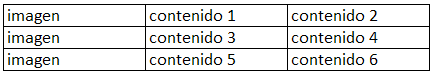 imagen contenido 1 contenido 2
imagen contenido 3 contenido 4
imagen contenido 5 contenido 6